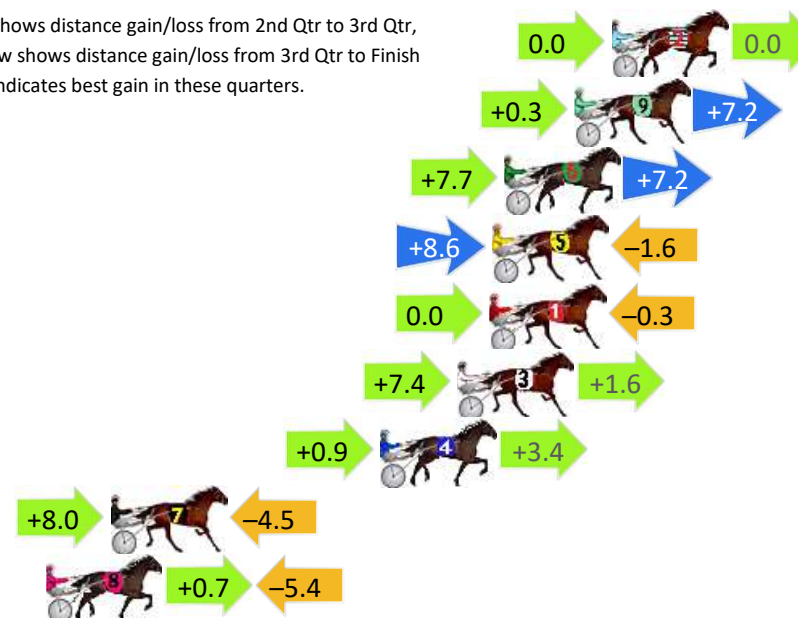 hows distance gain/loss from 2nd Qtr to 3rd Qtr,
w shows distance gain/loss from 3rd Qtr to Finish
ndicates best gain in these quarters.
0.0 2 0.0
+0.3 9 +7.2
+7.7 6 +7.2
+8.6 5 −1.6
0.0 1 −0.3
+7.4 3 +1.6
+0.9 4 +3.4
+8.0 7 −4.5
8 +0.7 −5.4